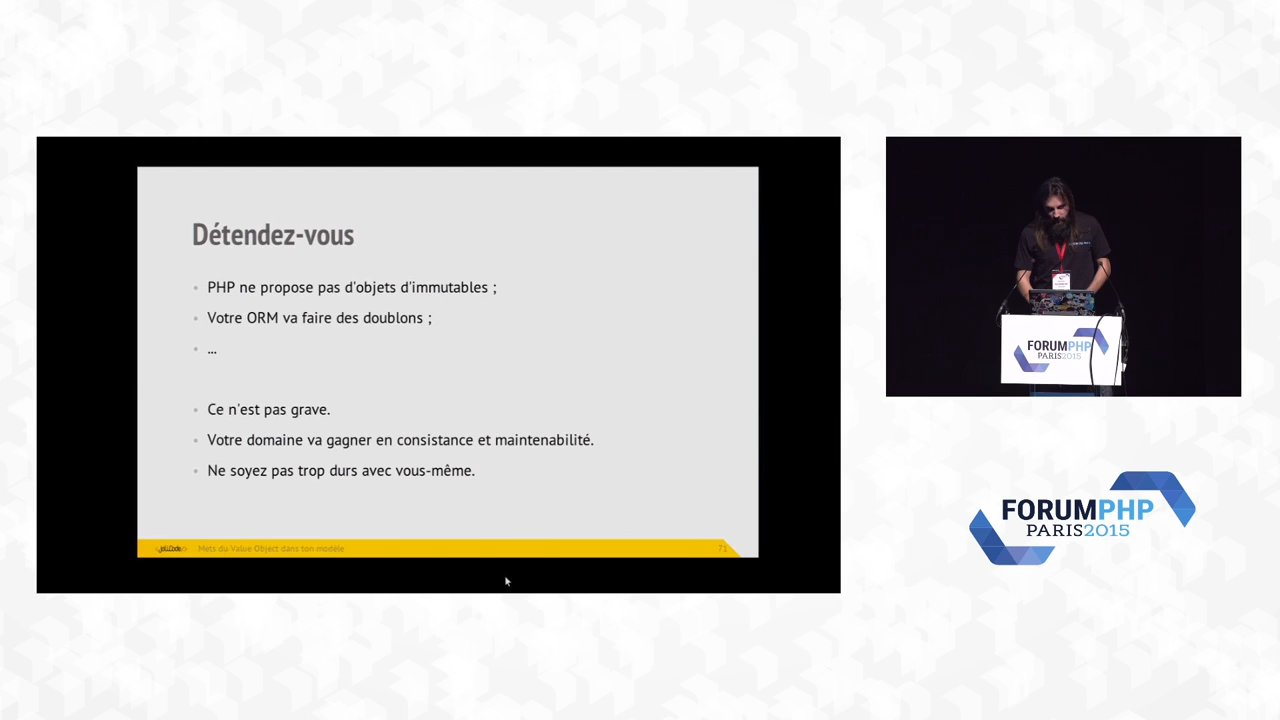 Détendez-vous
PHP ne propose pas d'objets d'immutables ;
Votre ORM va faire des doublons ;
...
Ce n'est pas grave.
Votre domaine va gagner en consistance et maintenabilité.
Ne soyez pas trop durs avec vous-même.
JoliCode
Mets du Value Object dans ton modèle
71
FORUMPHP
PARIS2015
FORUMPHP
PARIS2015